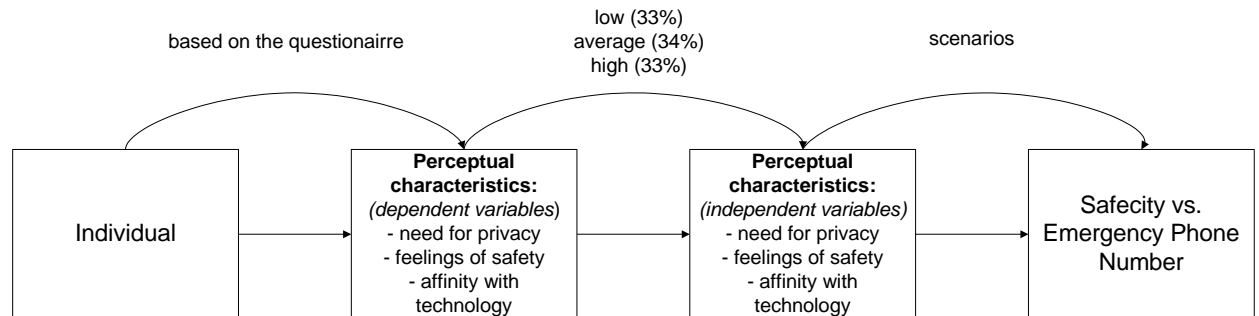 based on the questionairre
low (33%)
average (34%)
high (33%)
scenarios
Individual
Perceptual
characteristics:
(dependent variables)
- need for privacy
- feelings of safety
- affinity with
technology
Perceptual
characteristics:
(independent variables)
- need for privacy
- feelings of safety
- affinity with
technology
Safecity vs.
Emergency Phone
Number